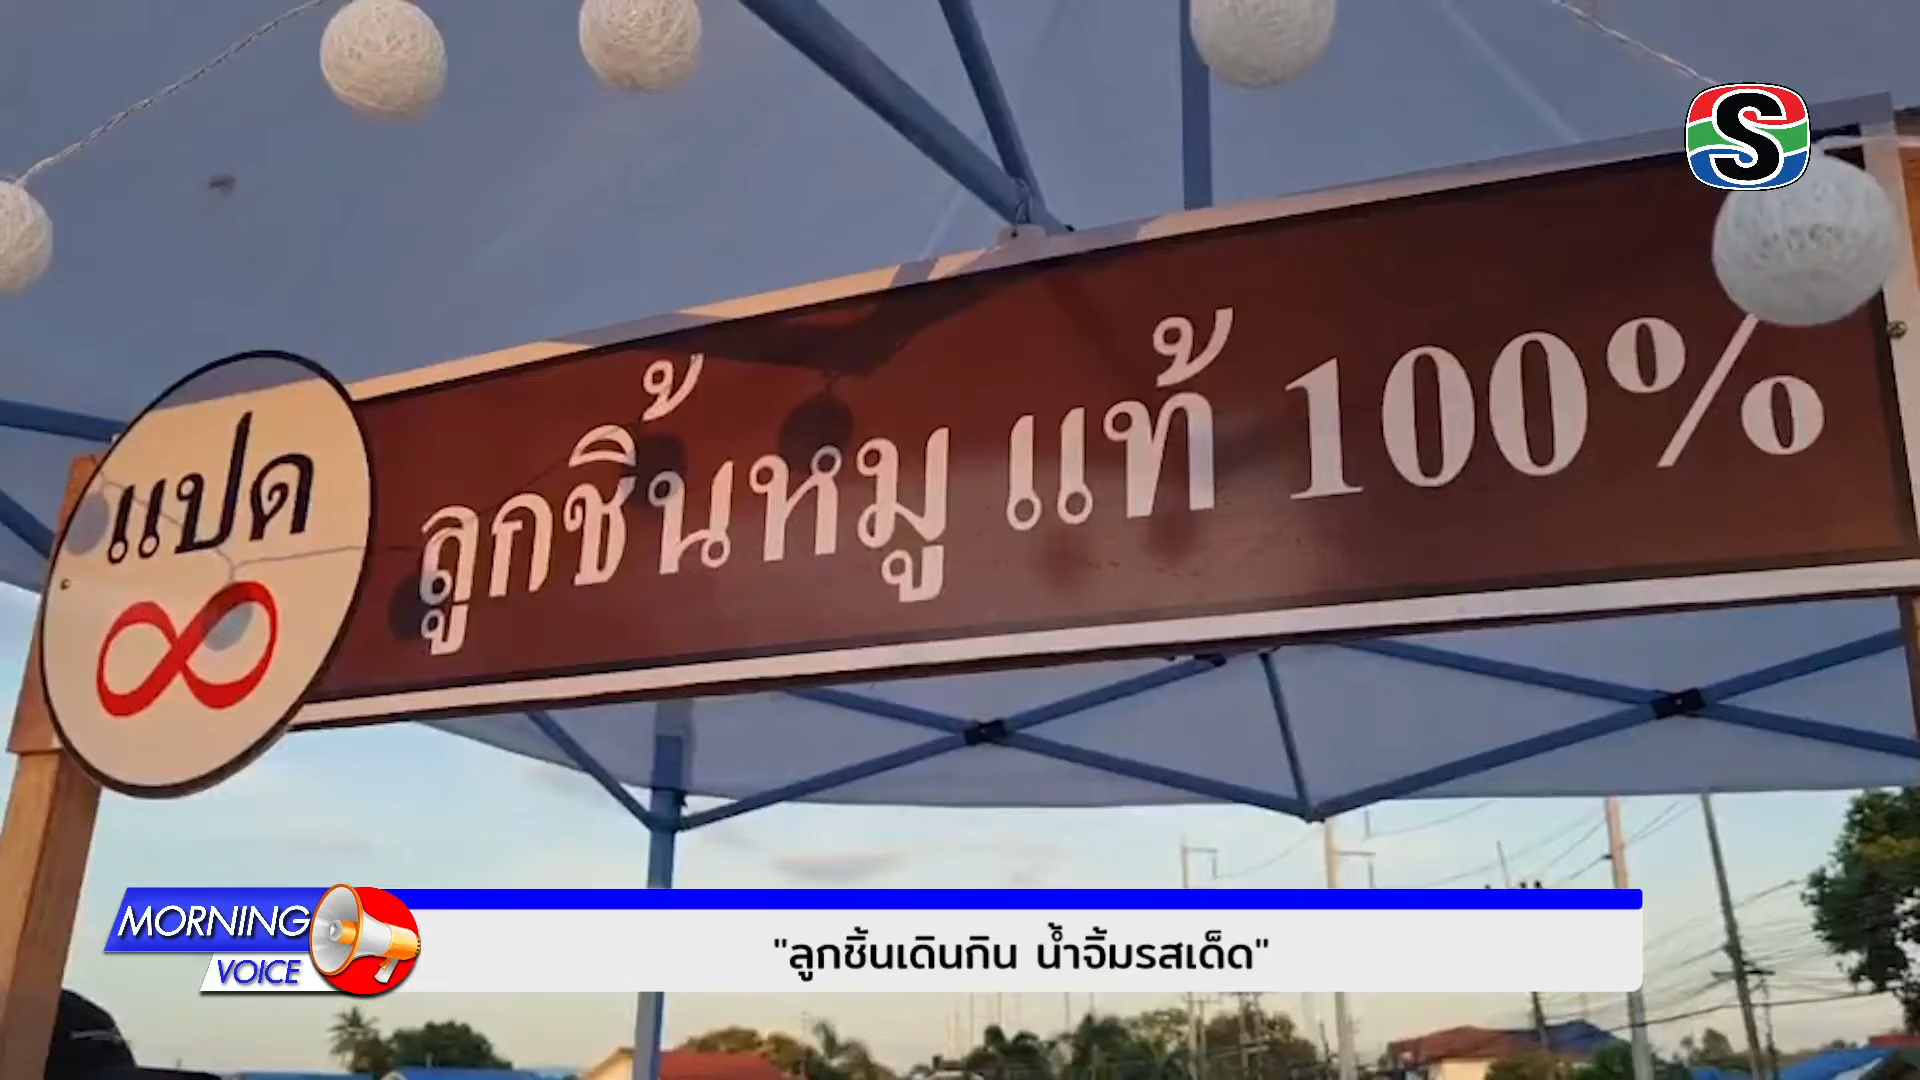 S
แปด
ลูกชิ้นหมู แท้ 100%
MORNING
VOICE
"ลูกชิ้นเดินกิน น้ำจิ้มรสเด็ด"